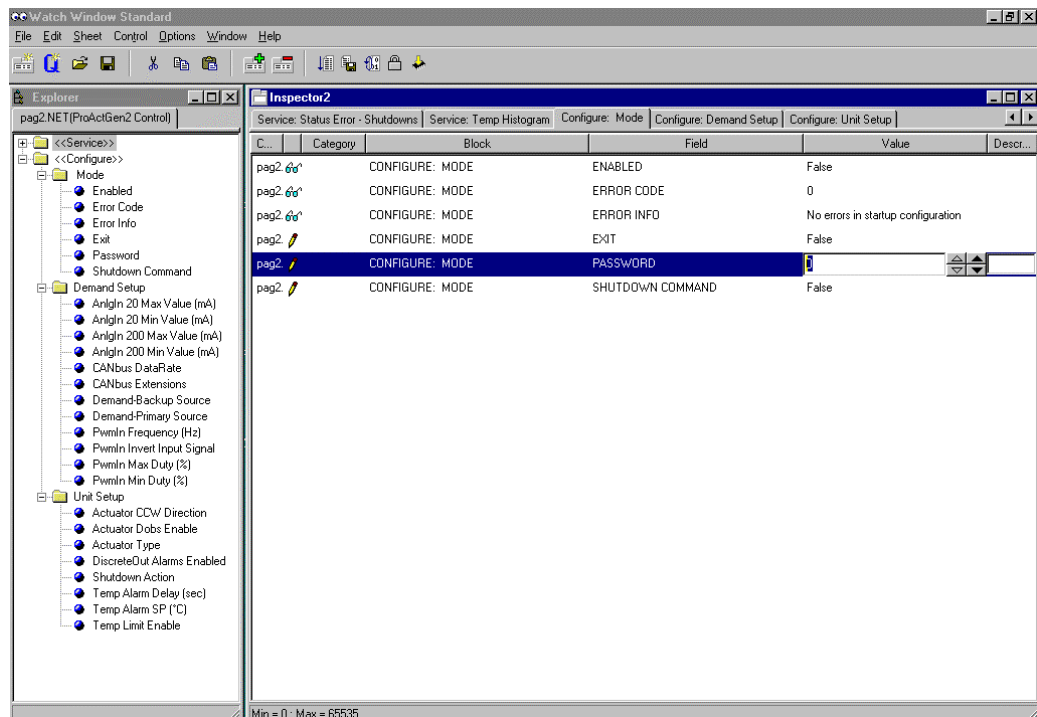 Watch Window Standard
File Edit Sheet Control Options Window Help
Explorer
pag2.NET(ProActGen2 Control)
<<Service>>
<<Configure>>
Mode
Enabled
Error Code
Error Info
Exit
Password
Shutdown Command
Demand Setup
AnlgIn 20 Max Value (mA)
AnlgIn 20 Min Value (mA)
AnlgIn 200 Max Value (mA)
AnlgIn 200 Min Value (mA)
CANbus DataRate
CANbus Extensions
Demand-Backup Source
Demand-Primary Source
PwmIn Frequency (Hz)
PwmIn Invert Input Signal
PwmIn Max Duty (%)
PwmIn Min Duty (%)
Unit Setup
Actuator CCW Direction
Actuator Dobs Enable
Actuator Type
DiscreteOut Alarms Enabled
Shutdown Action
Temp Alarm Delay (sec)
Temp Alarm SP (°C)
Temp Limit Enable
Inspector2
Service: Status Error - Shutdowns Service: Temp Histogram Configure: Mode Configure: Demand Setup Configure: Unit Setup
C... Category Block Field Value Descr...
pag2. CONFIGURE: MODE ENABLED False
pag2. CONFIGURE: MODE ERROR CODE 0
pag2. CONFIGURE: MODE ERROR INFO No errors in startup configuration
pag2. CONFIGURE: MODE EXIT False
pag2. CONFIGURE: MODE PASSWORD 0
pag2. CONFIGURE: MODE SHUTDOWN COMMAND False
Min = 0 : Max = 65535